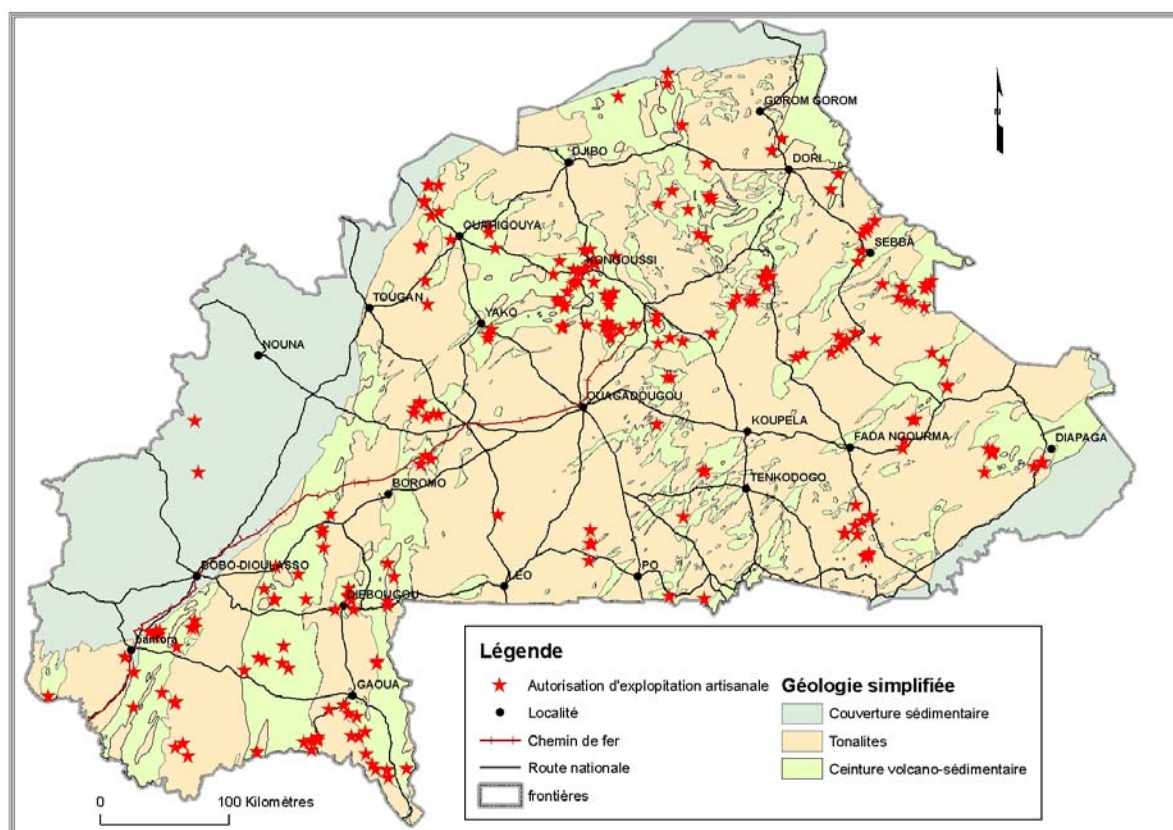 GOROM GOROM
DJIBO
DORI
OUAHIGOUYA
SEBBA
KONGOUSSI
TOUGAN
YAKO
NOUNA
OUAGADOUGOU
KOUPELA
FADA NGOURMA
DIAPAGA
BOROMO
TENKODOGO
BOBO-DIOULASSO
LEO
PO
DIEBOUGOU
banfora
GAOUA
N
0 100 Kilomètres
Légende
Autorisation d'explopitation artisanale
Localité
Chemin de fer
Route nationale
frontières
Géologie simplifiée
Couverture sédimentaire
Tonalites
Ceinture volcano-sédimentaire